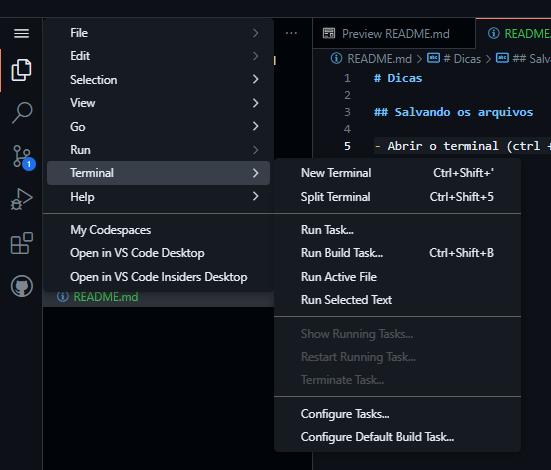 File
Edit
Selection
View
Go
Run
Terminal
Help
My Codespaces
Open in VS Code Desktop
Open in VS Code Insiders Desktop
README.md
1
New Terminal Ctrl+Shift+'
Split Terminal Ctrl+Shift+5
Run Task...
Run Build Task... Ctrl+Shift+B
Run Active File
Run Selected Text
Show Running Tasks...
Restart Running Task...
Terminate Task...
Configure Tasks...
Configure Default Build Task...
Preview README.md
README.
README.md > # Dicas > ## Salva
1 # Dicas
2
3 ## Salvando os arquivos
4
5 - Abrir o terminal (ctrl +